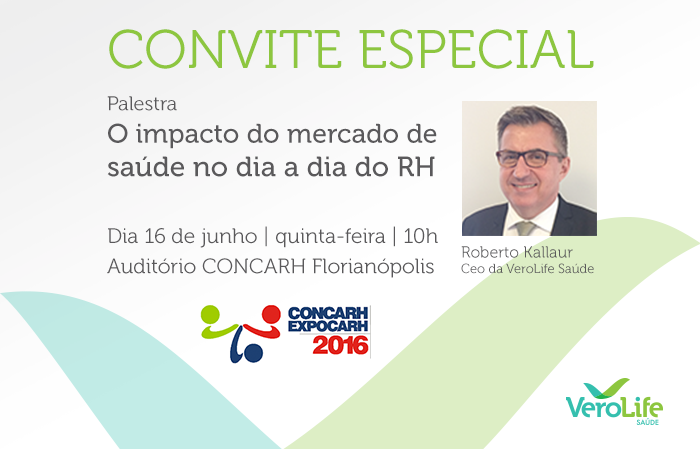 CONVITE ESPECIAL
Palestra
O impacto do mercado de
saúde no dia a dia do RH
Dia 16 de junho | quinta-feira | 10h
Auditório CONCARH Florianópolis
Roberto Kallaur
Ceo da VeroLife Saúde
CONCARH
EXPOCARH
2016
VeroLife
SAÚDE